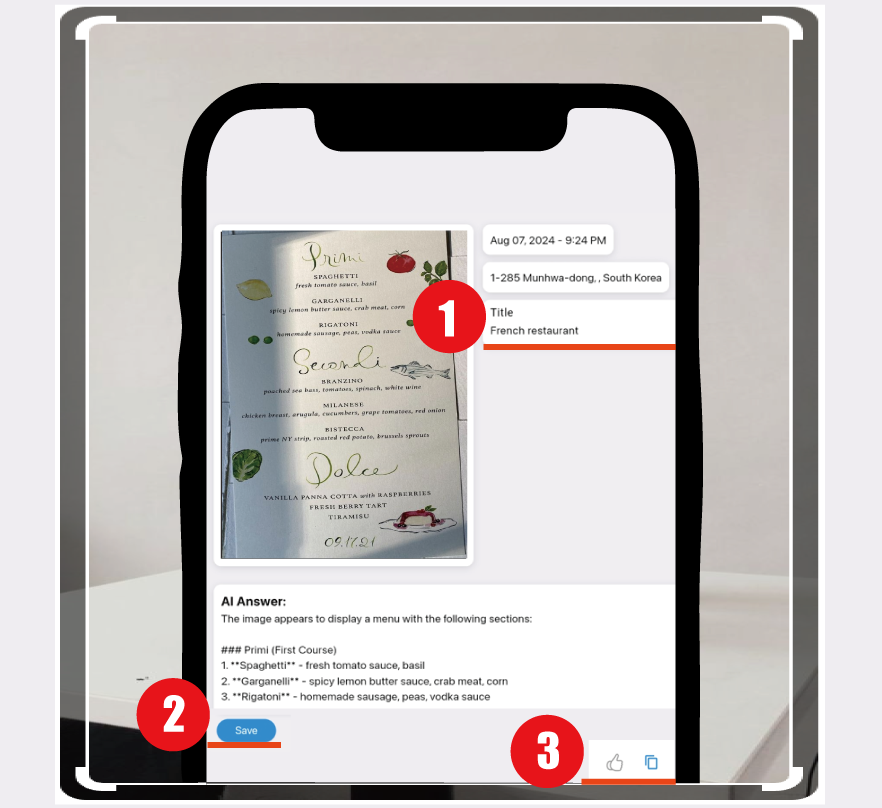 Primi
SPAGHETTI
fresh tomato sauce, basil
GARGANELLI
spicy lemon butter sauce, crab meat, corn
RIGATONI
homemade sausage, peas, vodka sauce
Secondi
BRANZINO
poached sea bass, tomatoes, spinach, white wine
MILANESE
chicken breast, arugula, cucumbers, grape tomatoes, red onion
BISTECCA
prime NY strip, roasted red potato, brussels sprouts
Dolce
VANILLA PANNA COTTA with RASPBERRIES
FRESH BERRY TART
TIRAMISU
09.17.21
Aug 07, 2024 - 9:24 PM
1-285 Munhwa-dong, , South Korea
1
Title
French restaurant
AI Answer:
The image appears to display a menu with the following sections:
### Primi (First Course)
1. **Spaghetti** - fresh tomato sauce, basil
2. **Garganelli** - spicy lemon butter sauce, crab meat, corn
3. **Rigatoni** - homemade sausage, peas, vodka sauce
2
Save
3